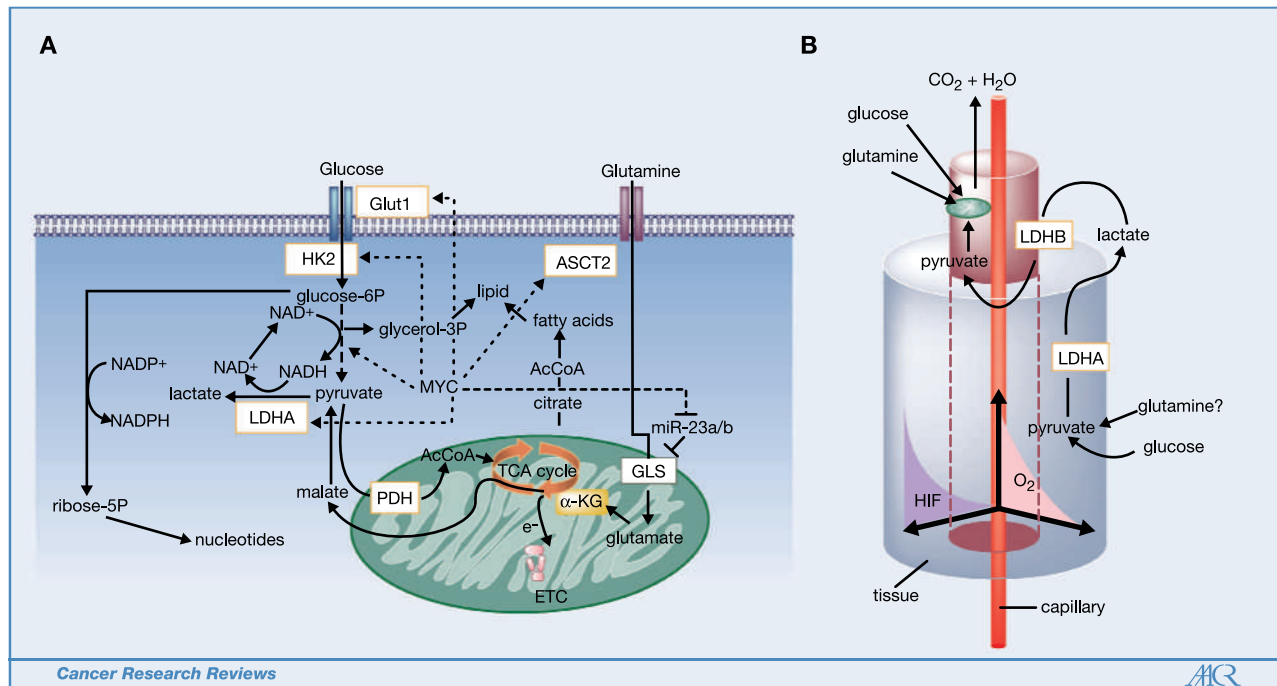 A
Glucose
Glutamine
Glut1
HK2
ASCT2
glucose-6P
NAD+
glycerol-3P
lipid
fatty acids
NADP+
NAD+
NADH
MYC
AcCoA
lactate
pyruvate
NADPH
LDHA
citrate
miR-23a/b
AcCoA
TCA cycle
GLS
malate
PDH
α-KG
ribose-5P
e-
glutamate
nucleotides
ETC
B
CO2 + H2O
glucose
glutamine
LDHB
lactate
pyruvate
LDHA
glutamine?
pyruvate
glucose
O2
HIF
tissue
capillary
Cancer Research Reviews
AACR